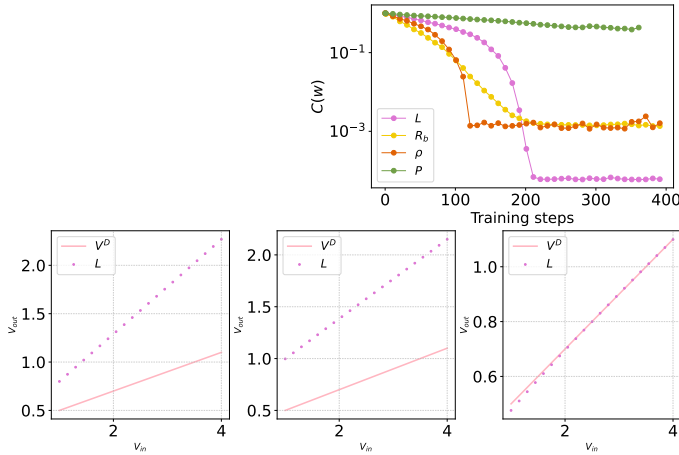 10⁻¹
10⁻³
C(w)
L
R_b
ρ
P
0 100 200 300 400
Training steps
V^D
L
2.0
1.5
1.0
0.5
V_out
2 4
V_in
V^D
L
2.0
1.5
1.0
0.5
V_out
2 4
V_in
V^D
L
1.0
0.8
0.6
V_out
2 4
V_in